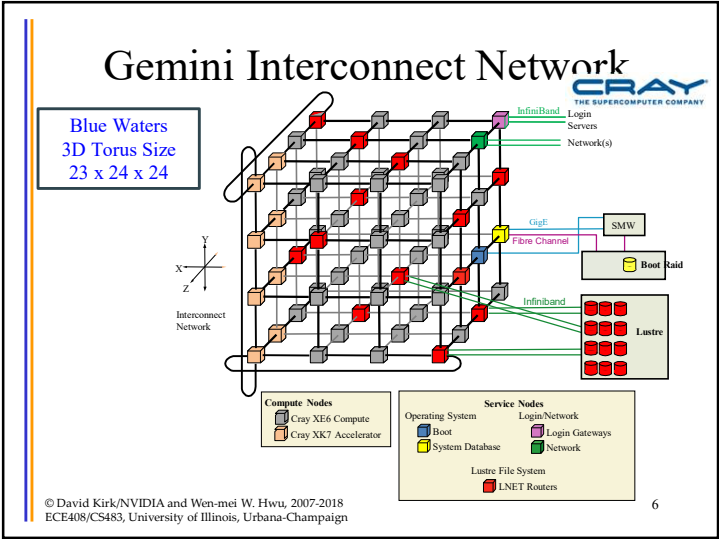 Gemini Interconnect Network
CRAY
THE SUPERCOMPUTER COMPANY
Blue Waters
3D Torus Size
23 x 24 x 24
InfiniBand
Login
Servers
Network(s)
GigE
SMW
Fibre Channel
Boot Raid
Y
X
Z
Interconnect
Network
Infiniband
Lustre
Compute Nodes
Cray XE6 Compute
Cray XK7 Accelerator
Service Nodes
Operating System
Login/Network
Boot
Login Gateways
System Database
Network
Lustre File System
LNET Routers
© David Kirk/NVIDIA and Wen-mei W. Hwu, 2007-2018
ECE408/CS483, University of Illinois, Urbana-Champaign
6